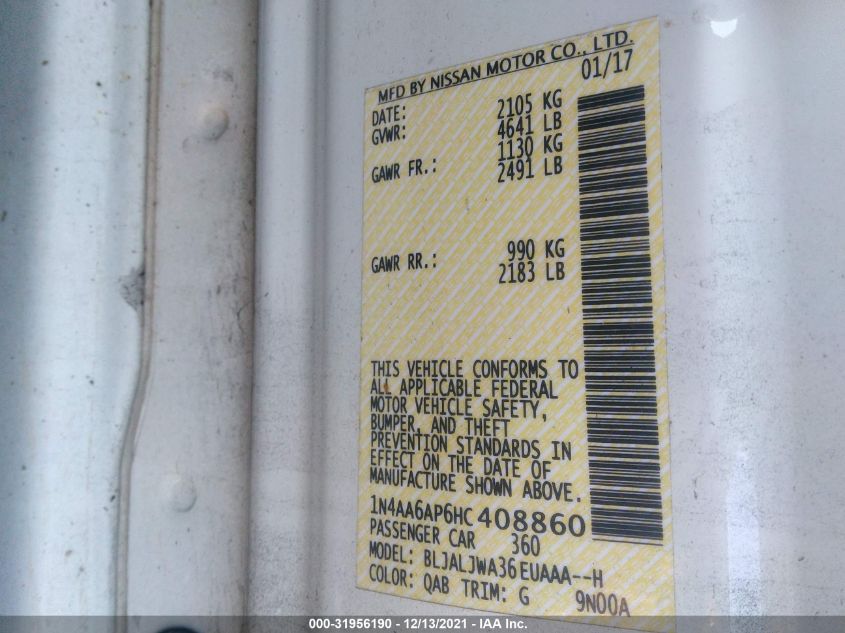 MFD BY NISSAN MOTOR CO., LTD.
DATE: 01/17
GVWR: 2105 KG
4641 LB
GAWR FR.: 1130 KG
2491 LB
GAWR RR.: 990 KG
2183 LB
THIS VEHICLE CONFORMS TO
ALL APPLICABLE FEDERAL
MOTOR VEHICLE SAFETY,
BUMPER, AND THEFT
PREVENTION STANDARDS IN
EFFECT ON THE DATE OF
MANUFACTURE SHOWN ABOVE.
1N4AA6AP6HC408860
PASSENGER CAR 360
MODEL: BLJALJWA36EUAAA--H
COLOR: QAB TRIM: G 9N00A
000-31956190 - 12/13/2021 - IAA Inc.